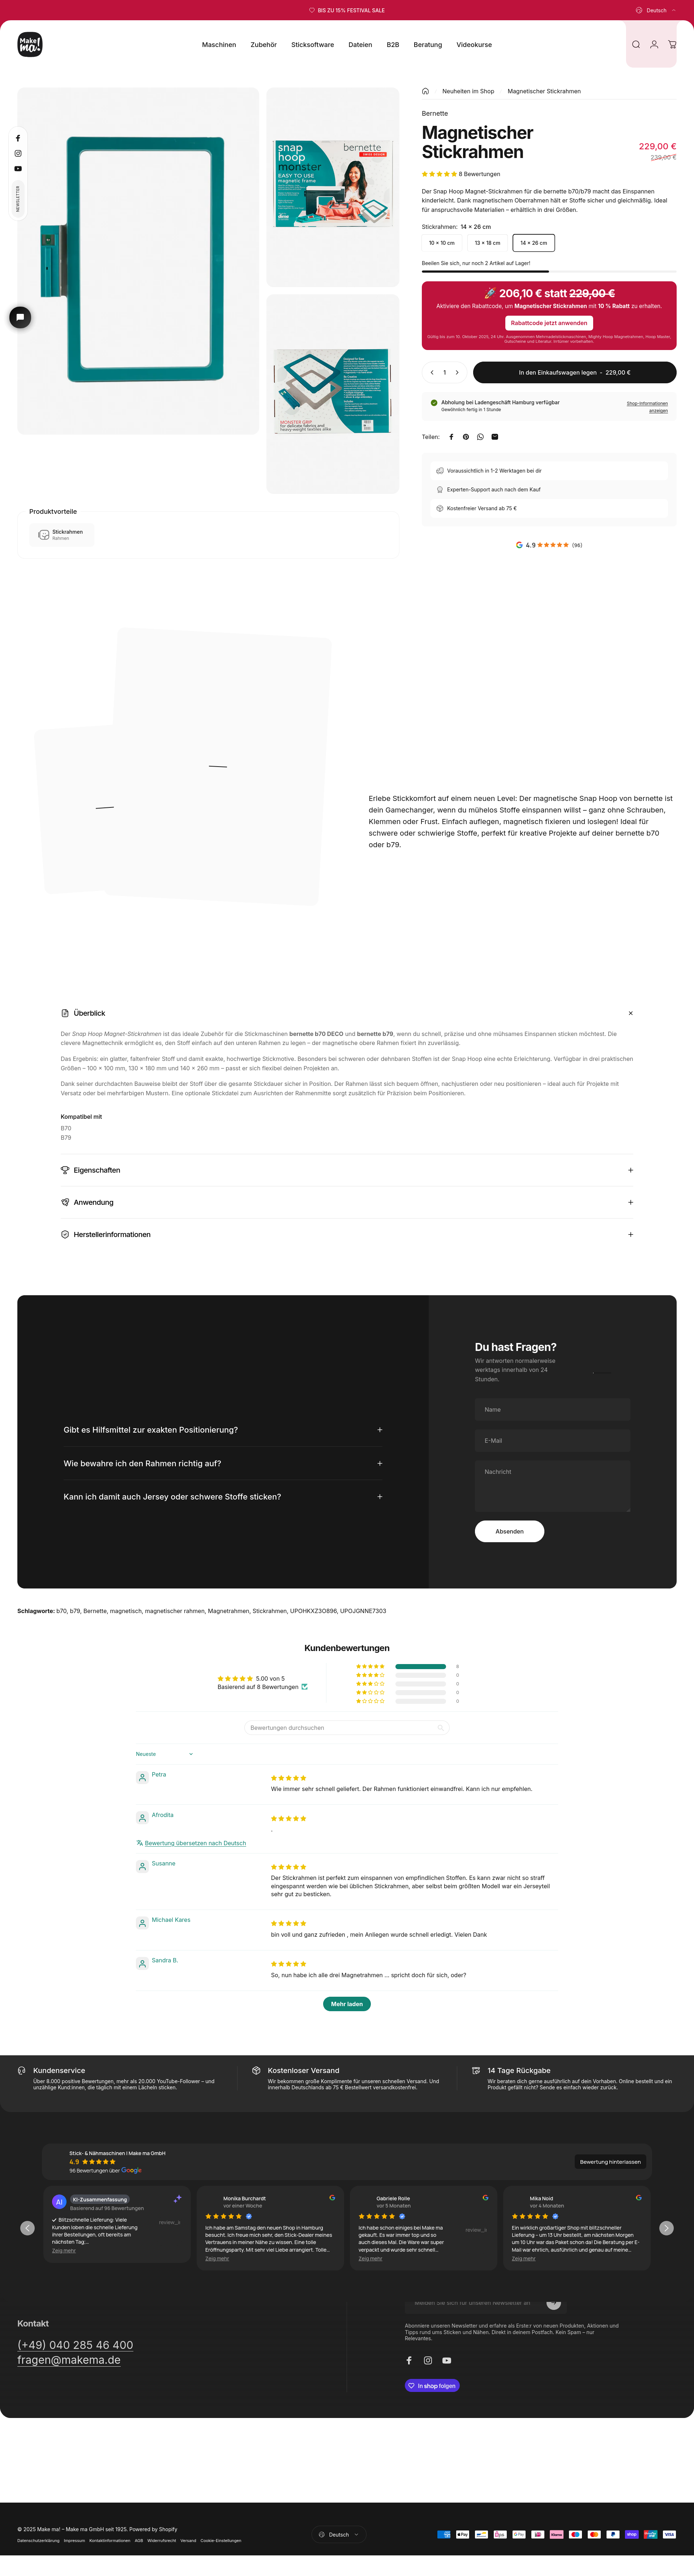 BIS ZU 15% FESTIVAL SALE
Deutsch
Make ma!
Maschinen
Zubehör
Sticksoftware
Dateien
B2B
Beratung
Videokurse
NEWSLETTER
snap hoop monster
bernette
SWISS DESIGN
EASY TO USE
MAGNETIC FRAME
MONSTER GRIP
Neuheiten im Shop
Magnetischer Stickrahmen
Bernette
Magnetischer
Stickrahmen
229,00 €
239,00 €
8 Bewertungen
Der Snap Hoop Magnet-Stickrahmen für die bernette b70/b79 macht das Einspannen
kinderleicht. Dank magnetischem Oberrahmen hält er Stoffe sicher und gleichmäßig. Ideal
für anspruchsvolle Materialien – erhältlich in drei Größen.
Stickrahmen: 14 x 26 cm
10 x 10 cm
13 x 18 cm
14 x 26 cm
Beeilen Sie sich, nur noch 2 Artikel auf Lager!
🚀 206,10 € statt 229,00 €
Aktiviere den Rabattcode, um Magnetischer Stickrahmen mit 10 % Rabatt zu erhalten.
Rabattcode jetzt anwenden
1
In den Einkaufswagen legen - 229,00 €
Abholung bei Ladengeschäft Hamburg verfügbar
Gewöhnlich fertig in 1 Stunde
Shop-Informationen
anzeigen
Teilen:
Voraussichtlich in 1-2 Werktagen bei dir
Experten-Support auch nach dem Kauf
Kostenfreier Versand ab 75 €
4.9 (96)
Produktvorteile
Stickrahmen
Rahmen
Erlebe Stickkomfort auf einem neuen Level: Der magnetische Snap Hoop von bernette ist
dein Gamechanger, wenn du mühelos Stoffe einspannen willst – ganz ohne Schrauben,
Klemmen oder Frust. Einfach auflegen, magnetisch fixieren und loslegen! Ideal für
schwere oder schwierige Stoffe, perfekt für kreative Projekte auf deiner bernette b70
oder b79.
Überblick
Der Snap Hoop Magnet-Stickrahmen ist das ideale Zubehör für die Stickmaschinen bernette b70 DECO und bernette b79, wenn du schnell, präzise und ohne mühsames Einspannen sticken möchtest. Die
clevere Magnettechnik ermöglicht es, den Stoff einfach auf den unteren Rahmen zu legen – der magnetische obere Rahmen fixiert ihn zuverlässig.
Das Ergebnis: ein glatter, faltenfreier Stoff und damit exakte, hochwertige Stickmotive. Besonders bei schweren oder dehnbaren Stoffen ist der Snap Hoop eine echte Erleichterung. Verfügbar in drei praktischen
Größen – 100 x 100 mm, 130 x 180 mm und 140 x 260 mm – passt er sich flexibel deinen Projekten an.
Dank seiner durchdachten Bauweise bleibt der Stoff über die gesamte Stickdauer sicher in Position. Der Rahmen lässt sich bequem öffnen, nachjustieren oder neu positionieren – ideal auch für Projekte mit
Versatz oder bei mehrfarbigen Mustern. Eine optionale Stickdatei zum Ausrichten der Rahmenmitte sorgt zusätzlich für Präzision beim Positionieren.
Kompatibel mit
B70
B79
Eigenschaften
Anwendung
Herstellerinformationen
Gibt es Hilfsmittel zur exakten Positionierung?
Wie bewahre ich den Rahmen richtig auf?
Kann ich damit auch Jersey oder schwere Stoffe sticken?
Du hast Fragen?
Wir antworten normalerweise
werktags innerhalb von 24
Stunden.
Name
E-Mail
Nachricht
Absenden
Schlagworte: b70, b79, Bernette, magnetisch, magnetischer rahmen, Magnetrahmen, Stickrahmen, UPOHKXZ3O896, UPOJGNNE7303
Kundenbewertungen
5.00 von 5
Basierend auf 8 Bewertungen
8
0
0
0
0
Bewertungen durchsuchen
Neueste
Petra
Wie immer sehr schnell geliefert. Der Rahmen funktioniert einwandfrei. Kann ich nur empfehlen.
Afrodita
.
Bewertung übersetzen nach Deutsch
Susanne
Der Stickrahmen ist perfekt zum einspannen von empfindlichen Stoffen. Es kann zwar nicht so straff
eingespannt werden wie bei üblichen Stickrahmen, aber selbst beim größten Modell war ein Jerseyteil
sehr gut zu besticken.
Michael Kares
bin voll und ganz zufrieden , mein Anliegen wurde schnell erledigt. Vielen Dank
Sandra B.
So, nun habe ich alle drei Magnetrahmen ... spricht doch für sich, oder?
Mehr laden
Kundenservice
Über 8.000 positive Bewertungen, mehr als 20.000 YouTube-Follower – und
unzählige Kund:innen, die täglich mit einem Lächeln sticken.
Kostenloser Versand
Wir bekommen große Komplimente für unseren schnellen Versand. Und
innerhalb Deutschlands ab 75 € Bestellwert versandkostenfrei.
14 Tage Rückgabe
Wir beraten dich gerne ausführlich auf dein Vorhaben. Online bestellt und ein
Produkt gefällt nicht? Sende es einfach wieder zurück.
Stick- & Nähmaschinen | Make ma GmbH
4.9
96 Bewertungen über Google
Bewertung hinterlassen
AI
KI-Zusammenfassung
Basierend auf 96 Bewertungen
Blitzschnelle Lieferung: Viele
Kunden loben die schnelle Lieferung
ihrer Bestellungen, oft bereits am
nächsten Tag;...
Zeig mehr
review_s
Monika Burchardt
vor einer Woche
Ich habe am Samstag den neuen Shop in Hamburg
besucht. Ich freue mich sehr, den Stick-Dealer meines
Vertrauens in meiner Nähe zu wissen. Eine tolle
Eröffnungsparty. Mit sehr viel Liebe arrangiert. Tolle...
Zeig mehr
Gabriele Rolle
vor 3 Monaten
Ich habe schon einiges bei Make ma
gekauft. Es war immer top und so
auch dieses Mal. Die Ware war super
verpackt und wurde sehr schnell...
Zeig mehr
review_s
Mika Nold
vor 4 Monaten
Ein wirklich großartiger Shop mit blitzschneller
Lieferung - um 13 Uhr bestellt, am nächsten Morgen
um 10 Uhr war das Paket schon da! Die Beratung per E-
Mail war ehrlich, ausführlich und genau auf meine...
Zeig mehr
Kontakt
(+49) 040 285 46 400
fragen@makema.de
Melden Sie sich für unseren Newsletter an
Abonniere unseren Newsletter und erfahre als Erste:r von neuen Produkten, Aktionen und
Tipps rund ums Sticken und Nähen. Direkt in deinem Postfach. Kein Spam – nur
Relevantes.
In shop folgen
© 2025 Make ma! – Make ma GmbH seit 1925. Powered by Shopify
Datenschutzerklärung
Impressum
Kontaktinformationen
AGB
Widerrufsrecht
Versand
Cookie-Einstellungen
Deutsch